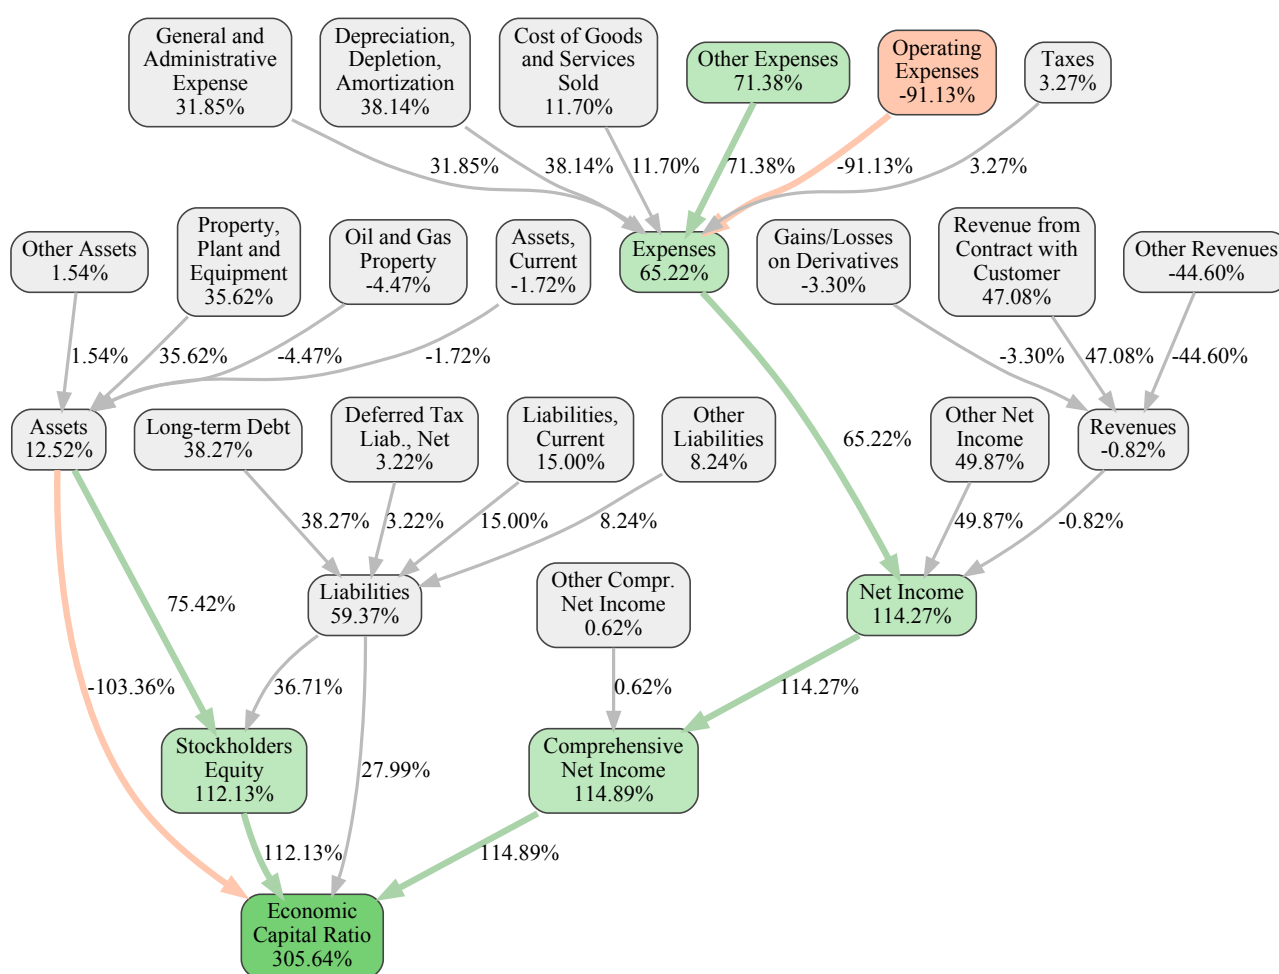 General and
Administrative
Expense
31.85%
Depreciation,
Depletion,
Amortization
38.14%
Cost of Goods
and Services
Sold
11.70%
Other Expenses
71.38%
Operating
Expenses
-91.13%
Taxes
3.27%
31.85%
38.14%
11.70%
71.38%
-91.13%
3.27%
Other Assets
1.54%
Property,
Plant and
Equipment
35.62%
Oil and Gas
Property
-4.47%
Assets,
Current
-1.72%
Expenses
65.22%
Gains/Losses
on Derivatives
-3.30%
Revenue from
Contract with
Customer
47.08%
Other Revenues
-44.60%
1.54%
35.62%
-4.47%
-1.72%
-3.30%
47.08%
-44.60%
Assets
12.52%
Long-term Debt
38.27%
Deferred Tax
Liab., Net
3.22%
Liabilities,
Current
15.00%
Other
Liabilities
8.24%
65.22%
Other Net
Income
49.87%
Revenues
-0.82%
38.27%
3.22%
15.00%
8.24%
49.87%
-0.82%
75.42%
Liabilities
59.37%
Other Compr.
Net Income
0.62%
Net Income
114.27%
-103.36%
36.71%
0.62%
114.27%
Stockholders
Equity
112.13%
27.99%
Comprehensive
Net Income
114.89%
112.13%
114.89%
Economic
Capital Ratio
305.64%